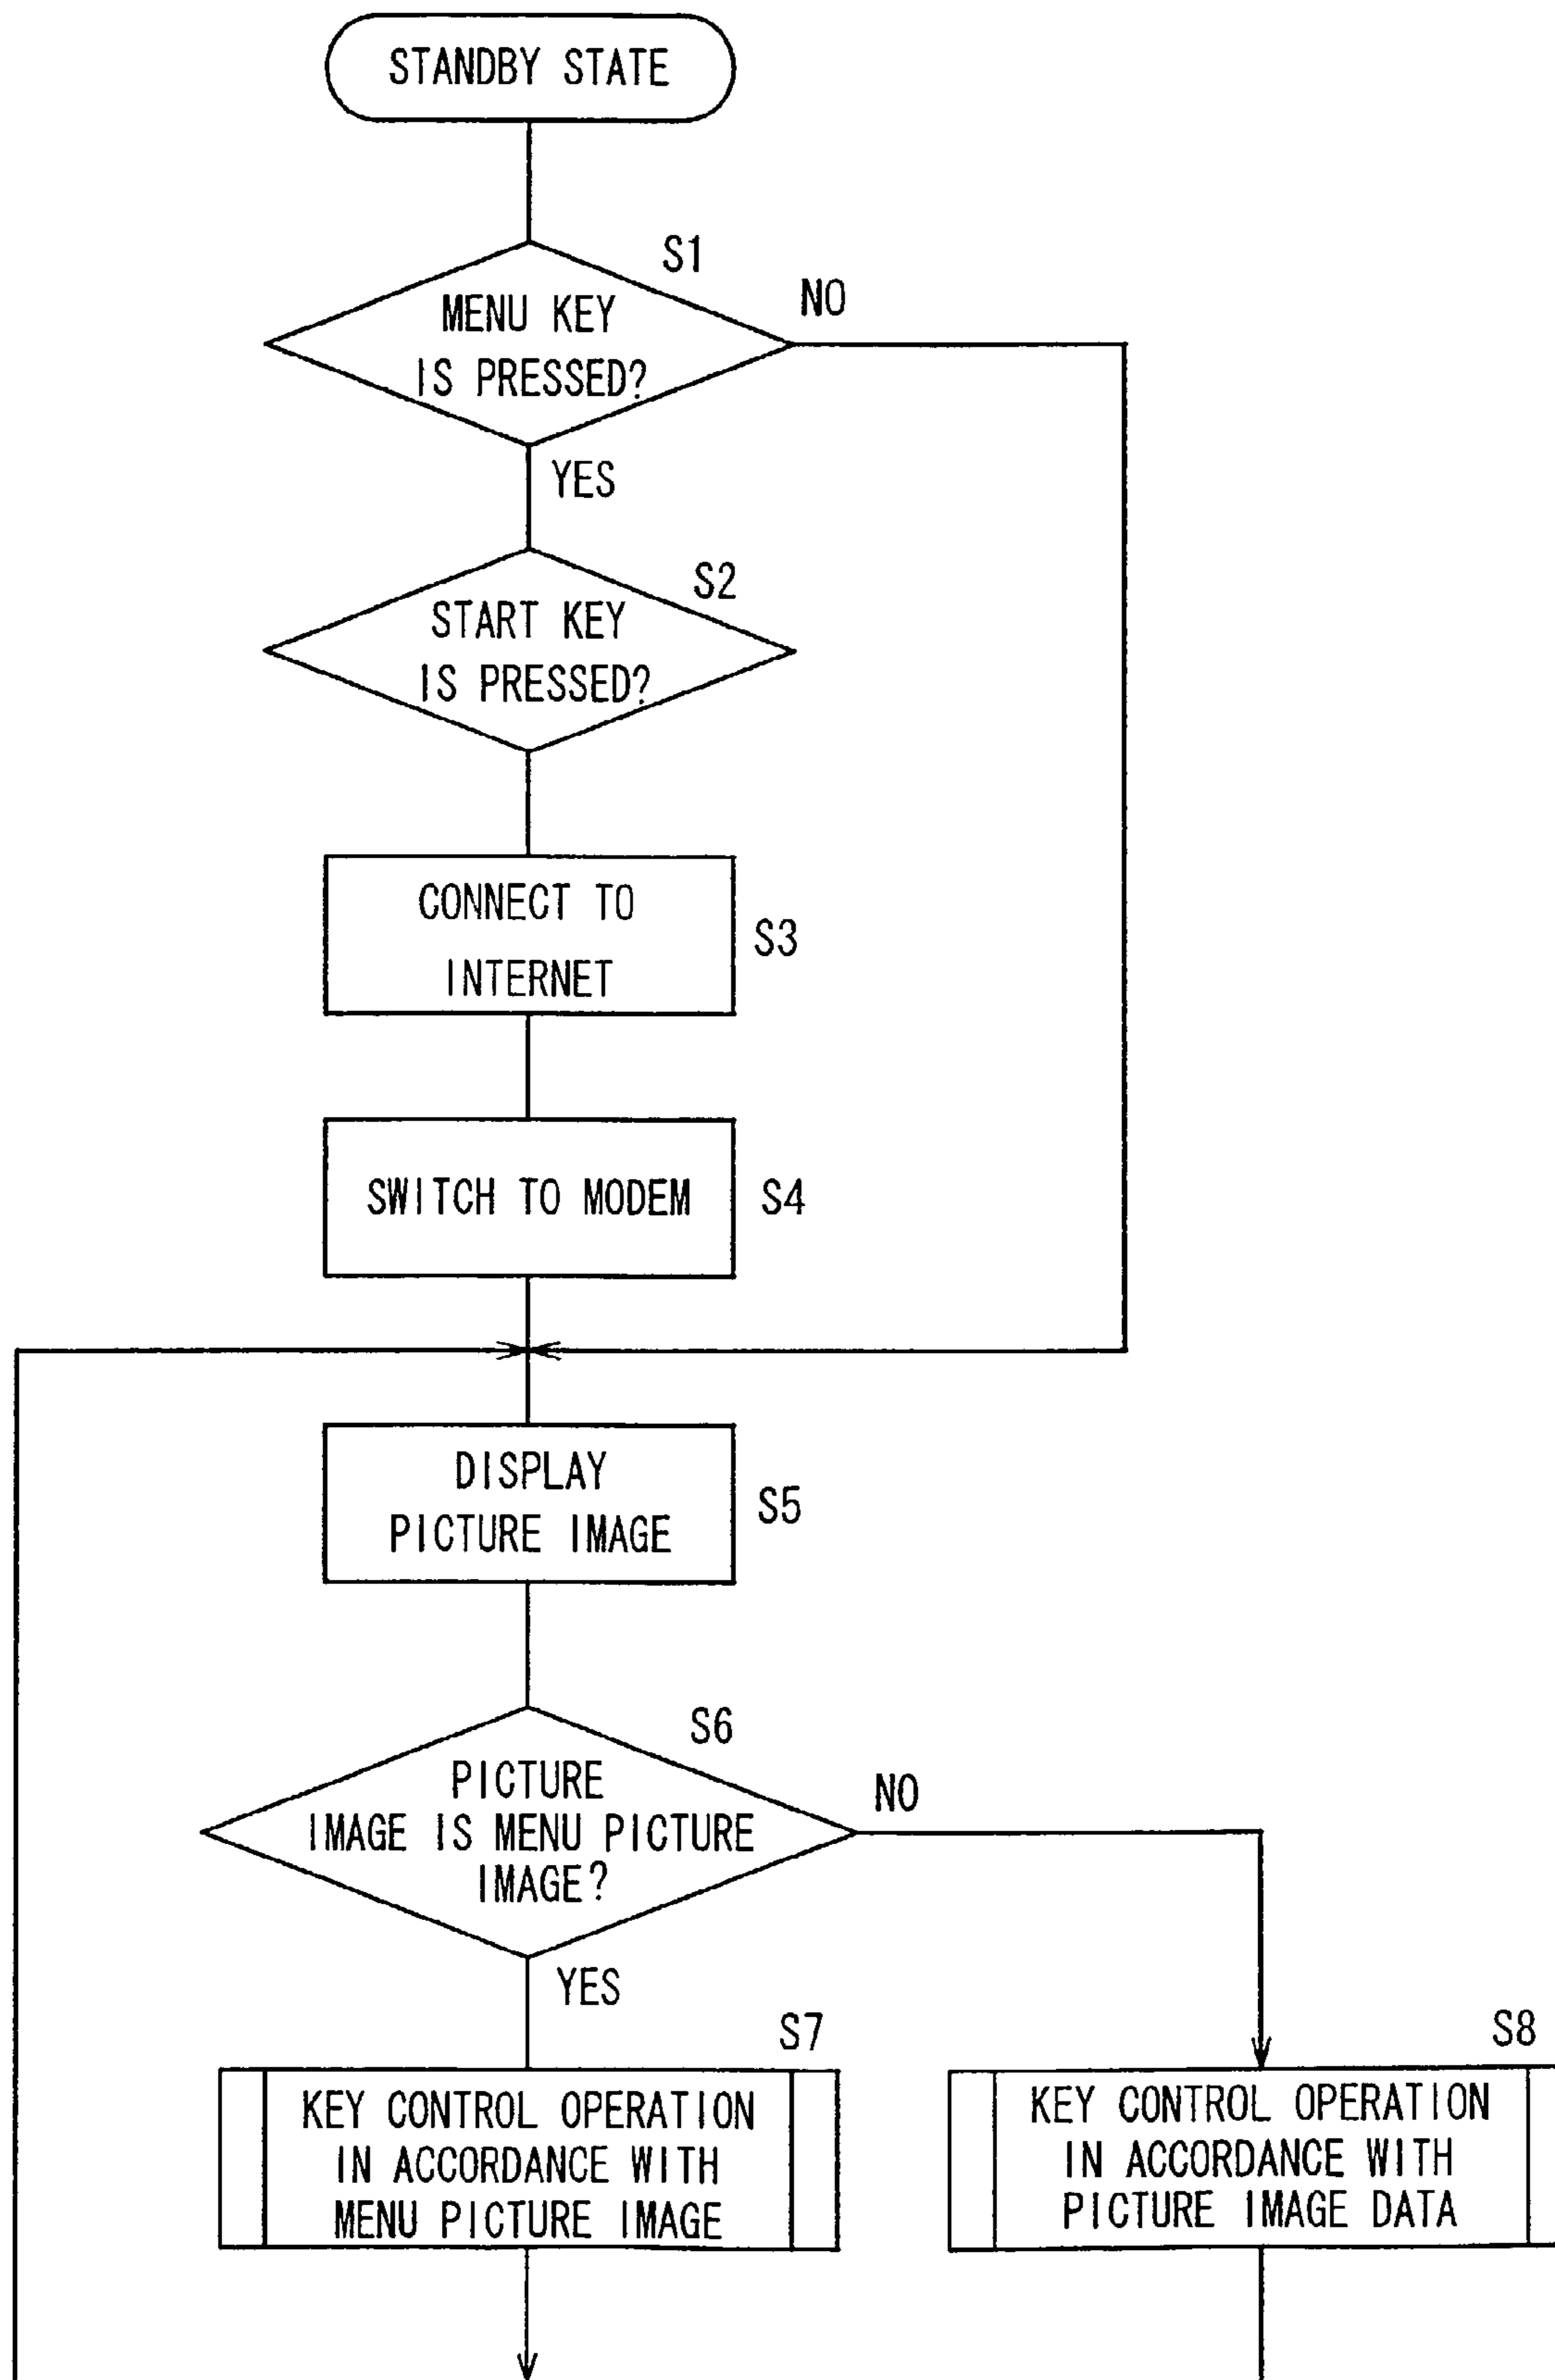 STANDBY STATE
S1
MENU KEY
IS PRESSED?
NO
YES
S2
START KEY
IS PRESSED?
CONNECT TO
INTERNET
S3
SWITCH TO MODEM
S4
DISPLAY
PICTURE IMAGE
S5
S6
PICTURE
IMAGE IS MENU PICTURE
IMAGE?
NO
YES
S7
KEY CONTROL OPERATION
IN ACCORDANCE WITH
MENU PICTURE IMAGE
S8
KEY CONTROL OPERATION
IN ACCORDANCE WITH
PICTURE IMAGE DATA